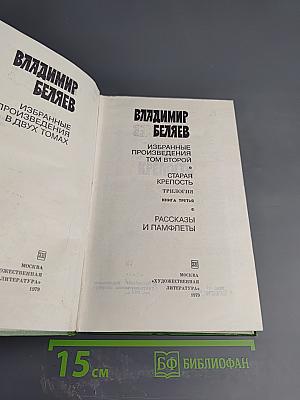 ВЛАДИМИР
БЕЛЯЕВ
ИЗБРАННЫЕ
ПРОИЗВЕДЕНИЯ
В ДВУХ ТОМАХ
МОСКВА
«ХУДОЖЕСТВЕННАЯ
ЛИТЕРАТУРА»
1979
ВЛАДИМИР
БЕЛЯЕВ
ИЗБРАННЫЕ
ПРОИЗВЕДЕНИЯ
ТОМ ВТОРОЙ
СТАРАЯ
КРЕПОСТЬ
ТРИЛОГИЯ
КНИГА ТРЕТЬЯ
РАССКАЗЫ
И ПАМФЛЕТЫ
МОСКВА
«ХУДОЖЕСТВЕННАЯ
ЛИТЕРАТУРА»
1979
15 см
БФ БИБЛИОФАН